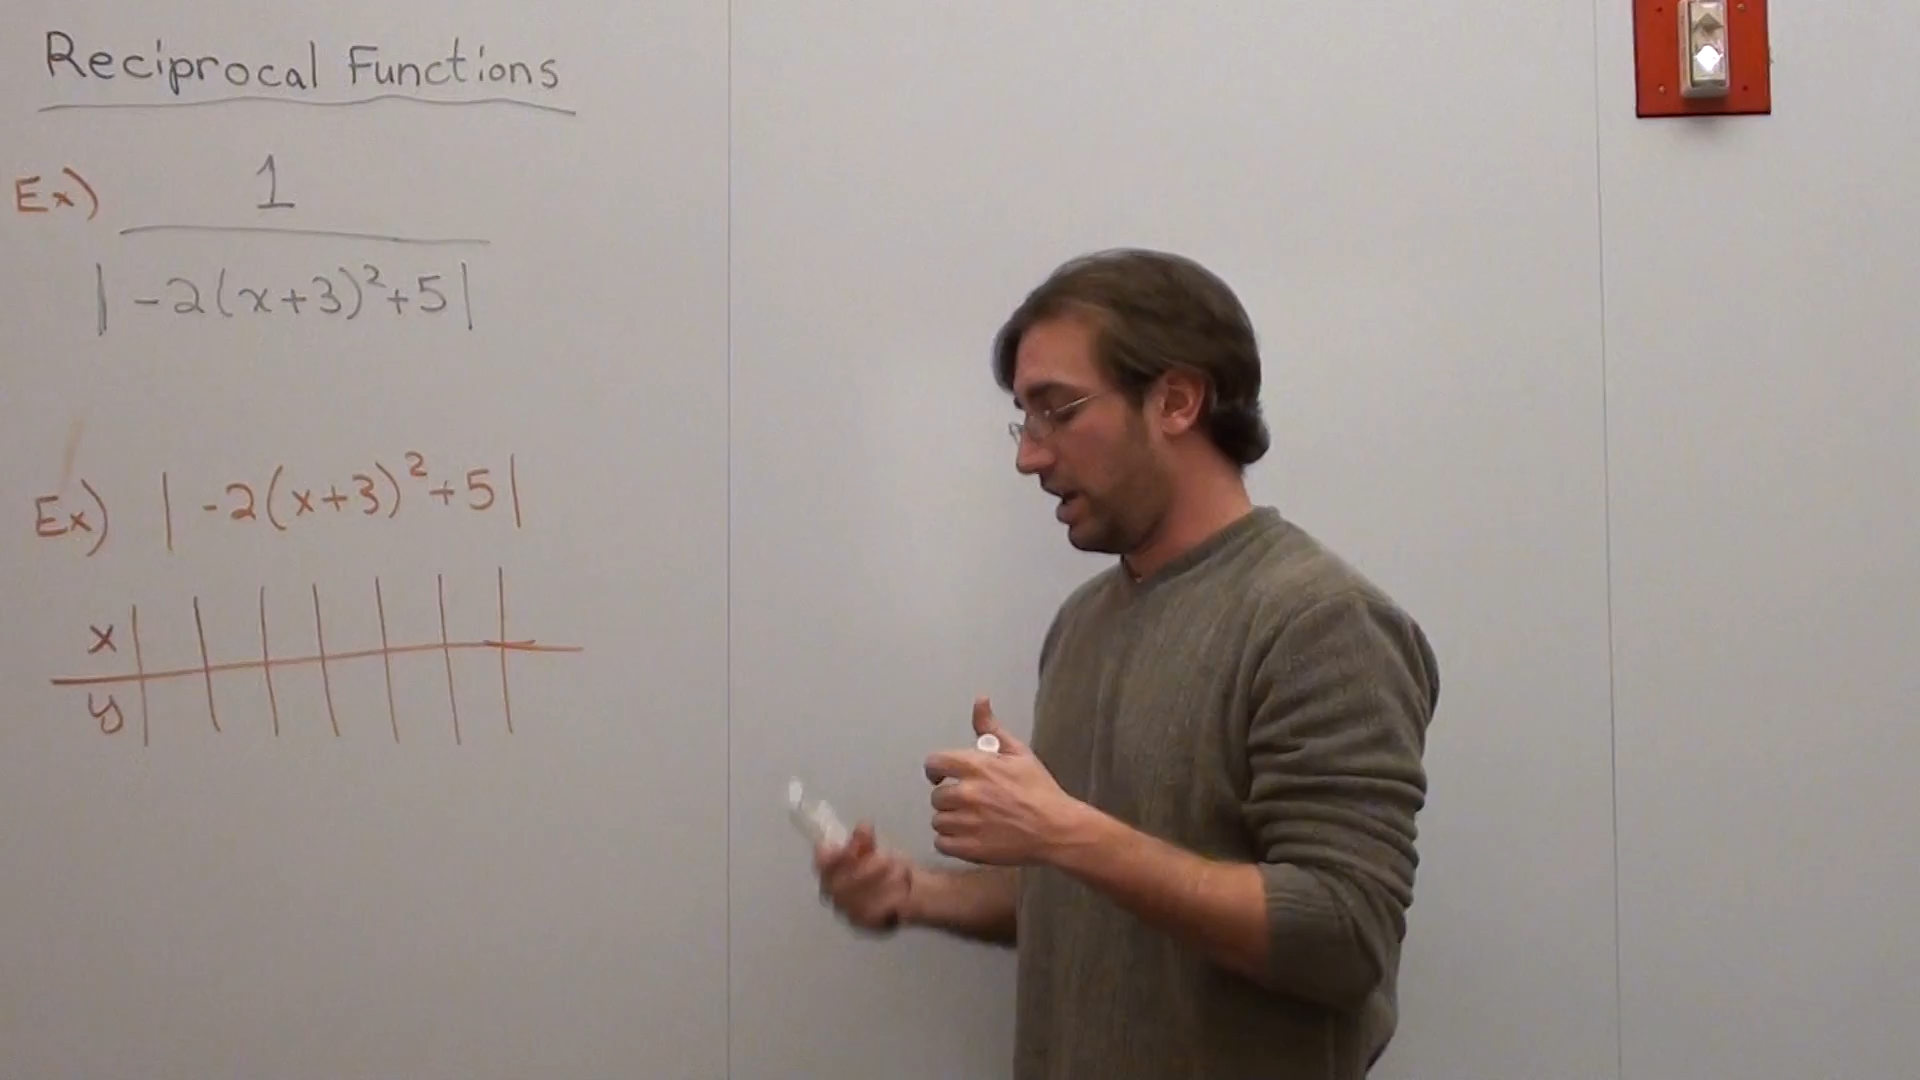 Reciprocal Functions
Ex) 1
|-2(x+3)²+5|
Ex) |-2(x+3)²+5|
x
y